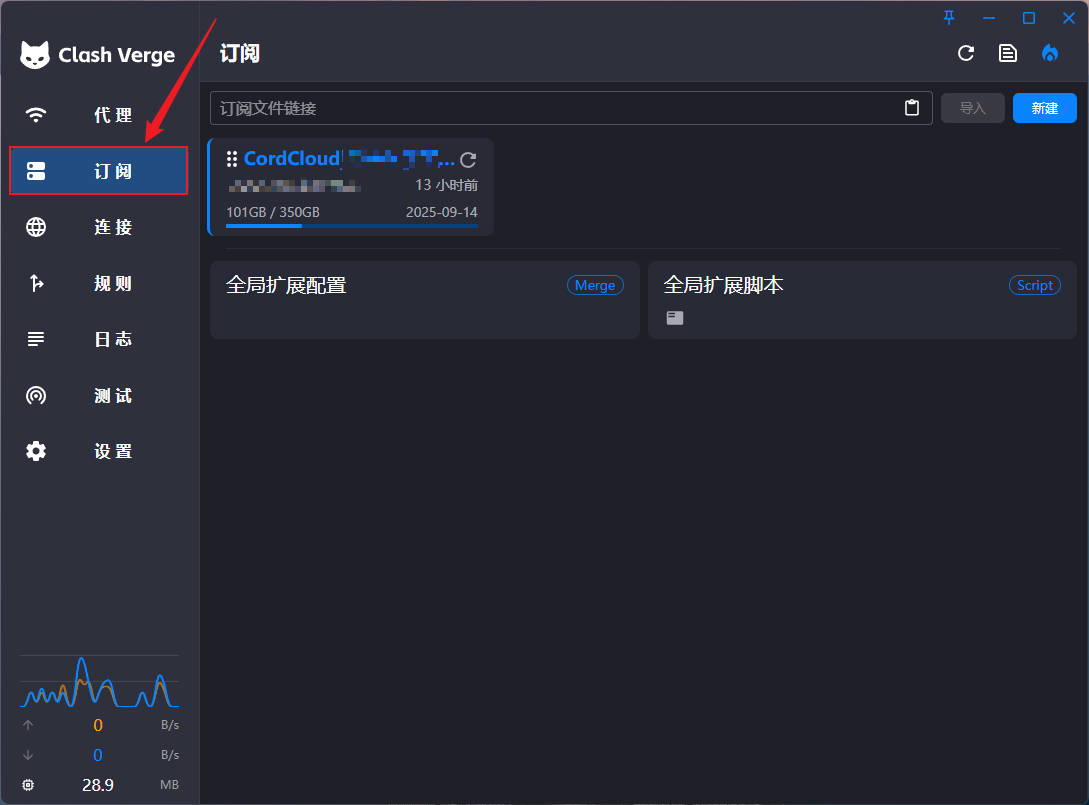 Clash Verge
订阅
代理
订阅
连接
规则
日志
测试
设置
0 B/s
0 B/s
28.9 MB
订阅文件链接
导入
新建
CordCloud ...
13 小时前
101GB / 350GB
2025-09-14
全局扩展配置
Merge
全局扩展脚本
Script